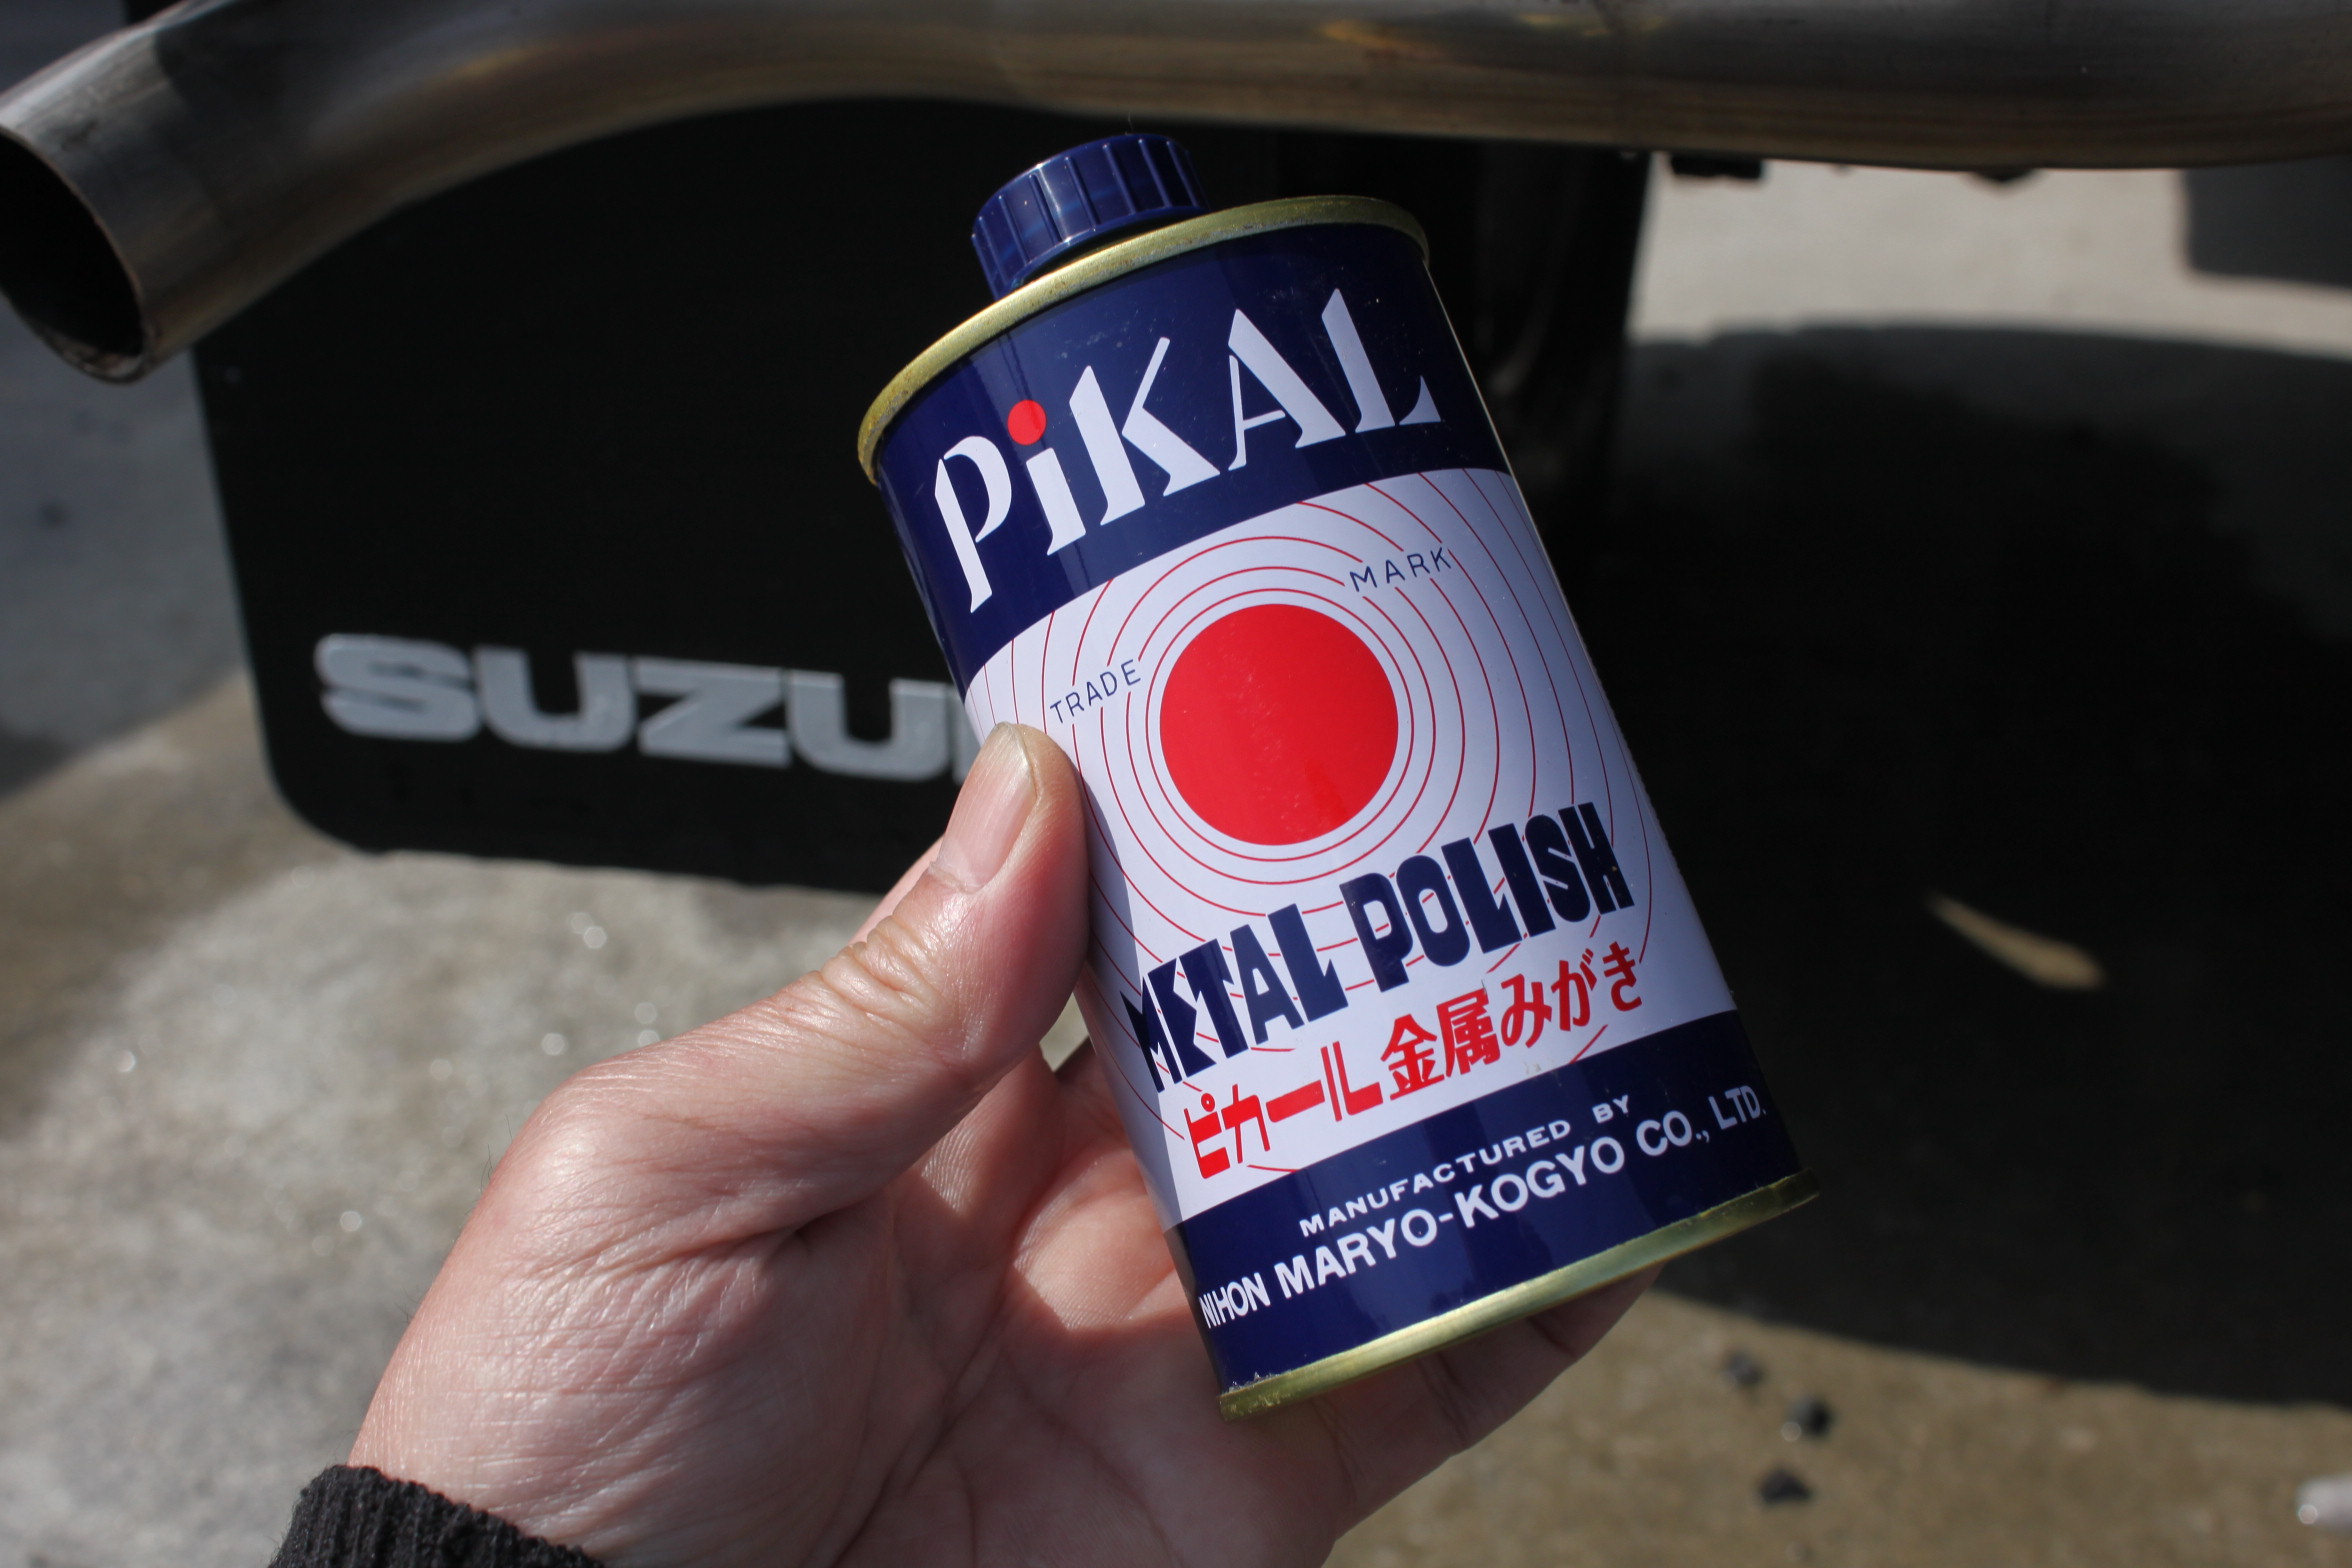 PiKAL
TRADE MARK
METAL POLISH
ピカール金属みがき
MANUFACTURED BY
NIHON MARYO-KOGYO CO., LTD.
SUZU